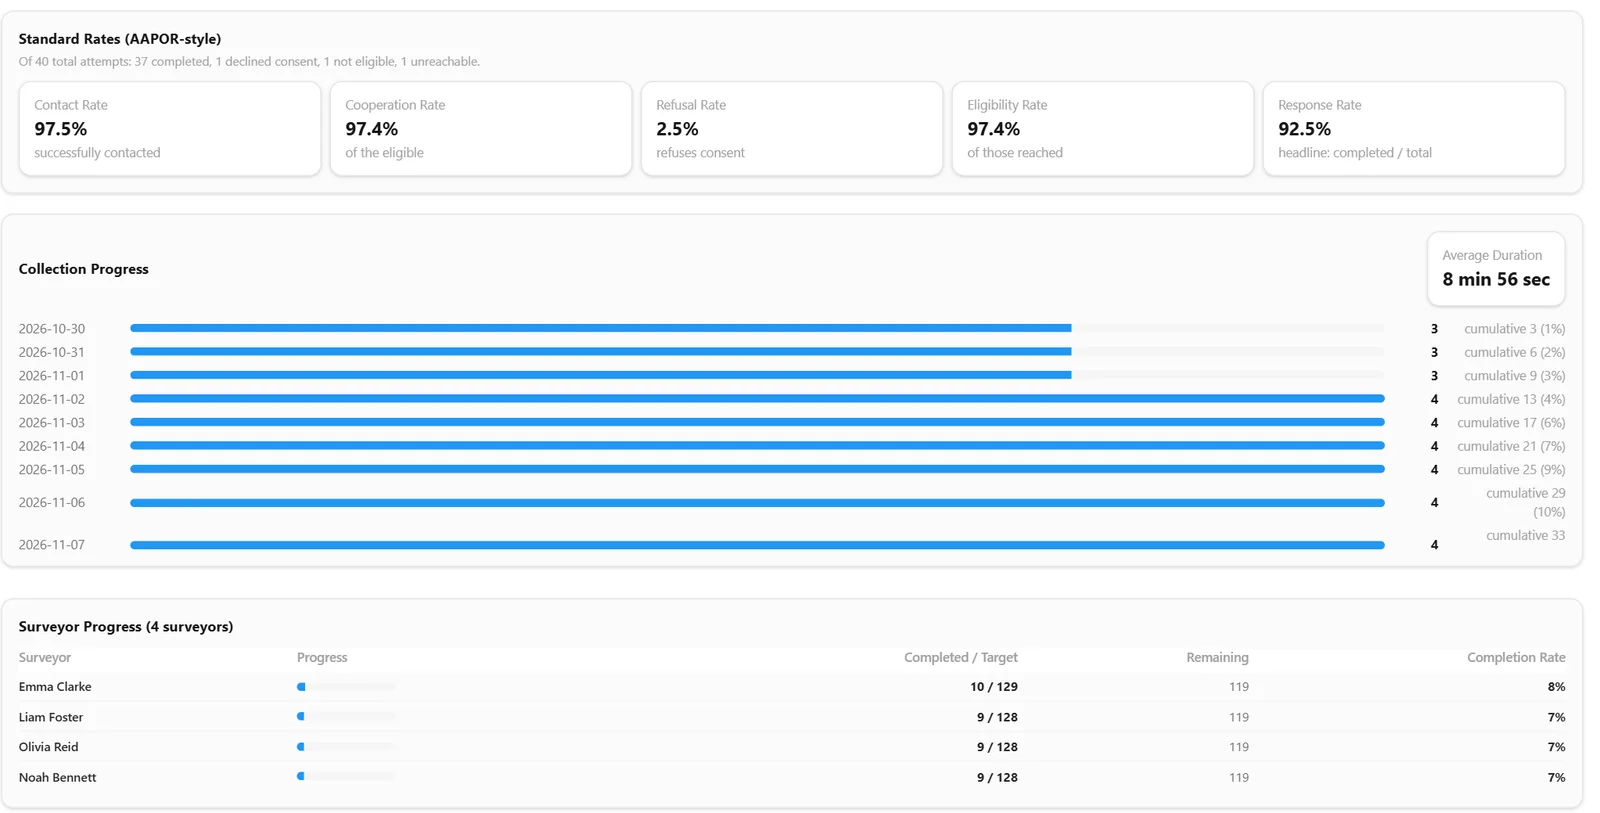 Standard Rates (AAPOR-style)
Of 40 total attempts: 37 completed, 1 declined consent, 1 not eligible, 1 unreachable.
Contact Rate
97.5%
successfully contacted
Cooperation Rate
97.4%
of the eligible
Refusal Rate
2.5%
refuses consent
Eligibility Rate
97.4%
of those reached
Response Rate
92.5%
headline: completed / total
Collection Progress
Average Duration
8 min 56 sec
2026-10-30 3 cumulative 3 (1%)
2026-10-31 3 cumulative 6 (2%)
2026-11-01 3 cumulative 9 (3%)
2026-11-02 4 cumulative 13 (4%)
2026-11-03 4 cumulative 17 (6%)
2026-11-04 4 cumulative 21 (7%)
2026-11-05 4 cumulative 25 (9%)
2026-11-06 4 cumulative 29
(10%)
2026-11-07 4 cumulative 33
Surveyor Progress (4 surveyors)
Surveyor Progress Completed / Target Remaining Completion Rate
Emma Clarke 10 / 129 119 8%
Liam Foster 9 / 128 119 7%
Olivia Reid 9 / 128 119 7%
Noah Bennett 9 / 128 119 7%